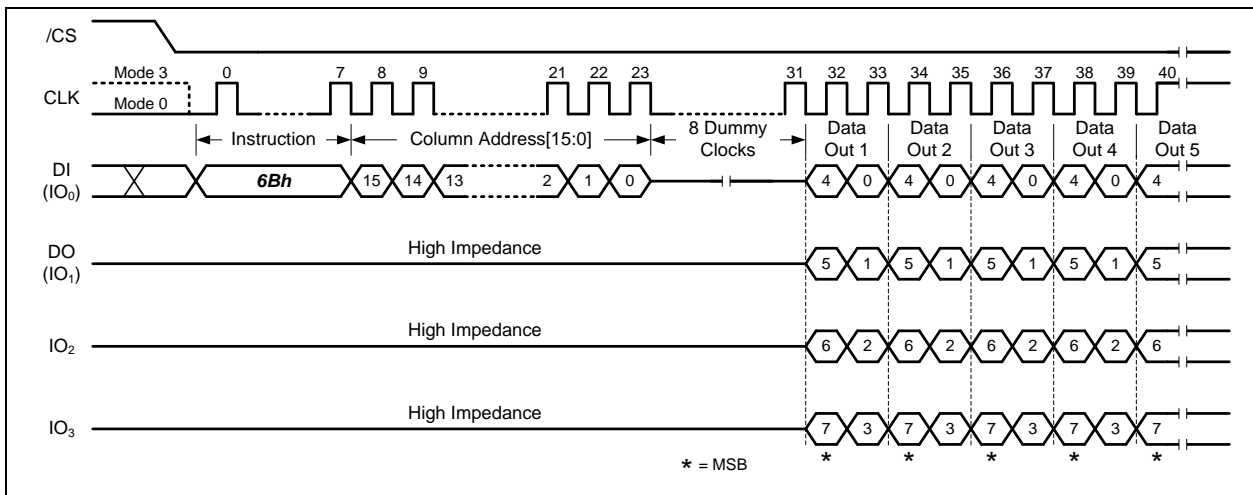 /CS
Mode 3 0 7 8 9 21 22 23 31 32 33 34 35 36 37 38 39 40
CLK
Mode 0
Instruction Column Address[15:0] 8 Dummy Clocks Data Out 1 Data Out 2 Data Out 3 Data Out 4 Data Out 5
DI (IO₀) 6Bh 15 14 13 2 1 0 4 0 4 0 4 0 4 0 4
High Impedance
DO (IO₁) 5 1 5 1 5 1 5 1 5
High Impedance
IO₂ 6 2 6 2 6 2 6 2 6
High Impedance
IO₃ 7 3 7 3 7 3 7 3 7
* = MSB * * * * *